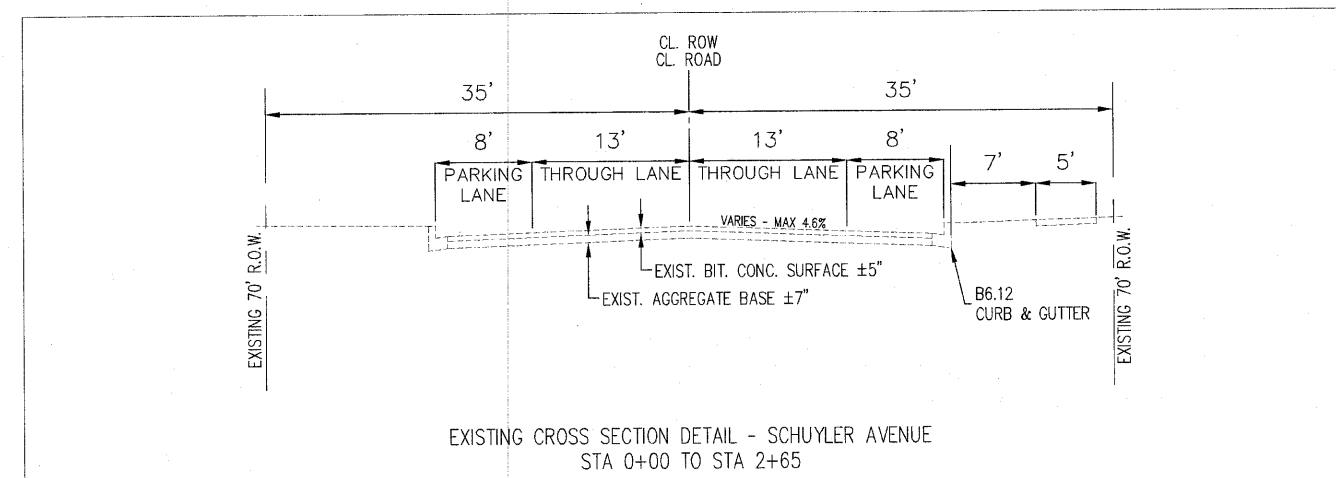 CL. ROW
CL. ROAD
35'
35'
8'
13'
13'
8'
7'
5'
PARKING
LANE
THROUGH LANE
THROUGH LANE
PARKING
LANE
VARIES - MAX 4.6%
EXIST. BIT. CONC. SURFACE ±5"
EXIST. AGGREGATE BASE ±7"
B6.12
CURB & GUTTER
EXISTING 70' R.O.W.
EXISTING 70' R.O.W.
EXISTING CROSS SECTION DETAIL - SCHUYLER AVENUE
STA 0+00 TO STA 2+65